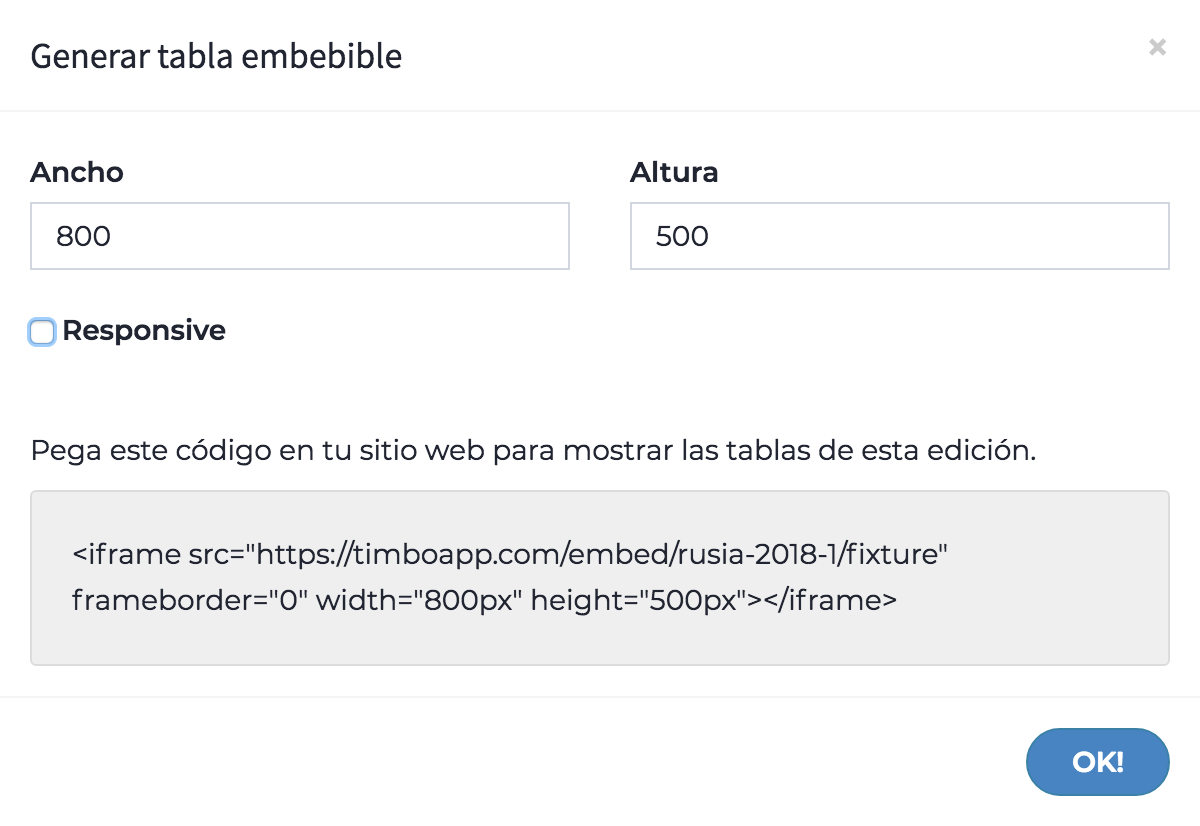 Generar tabla embebible
×
Ancho
Altura
800
500
Responsive
Pega este código en tu sitio web para mostrar las tablas de esta edición.
<iframe src="https://timboapp.com/embed/rusia-2018-1/fixture"
frameborder="0" width="800px" height="500px"></iframe>
OK!